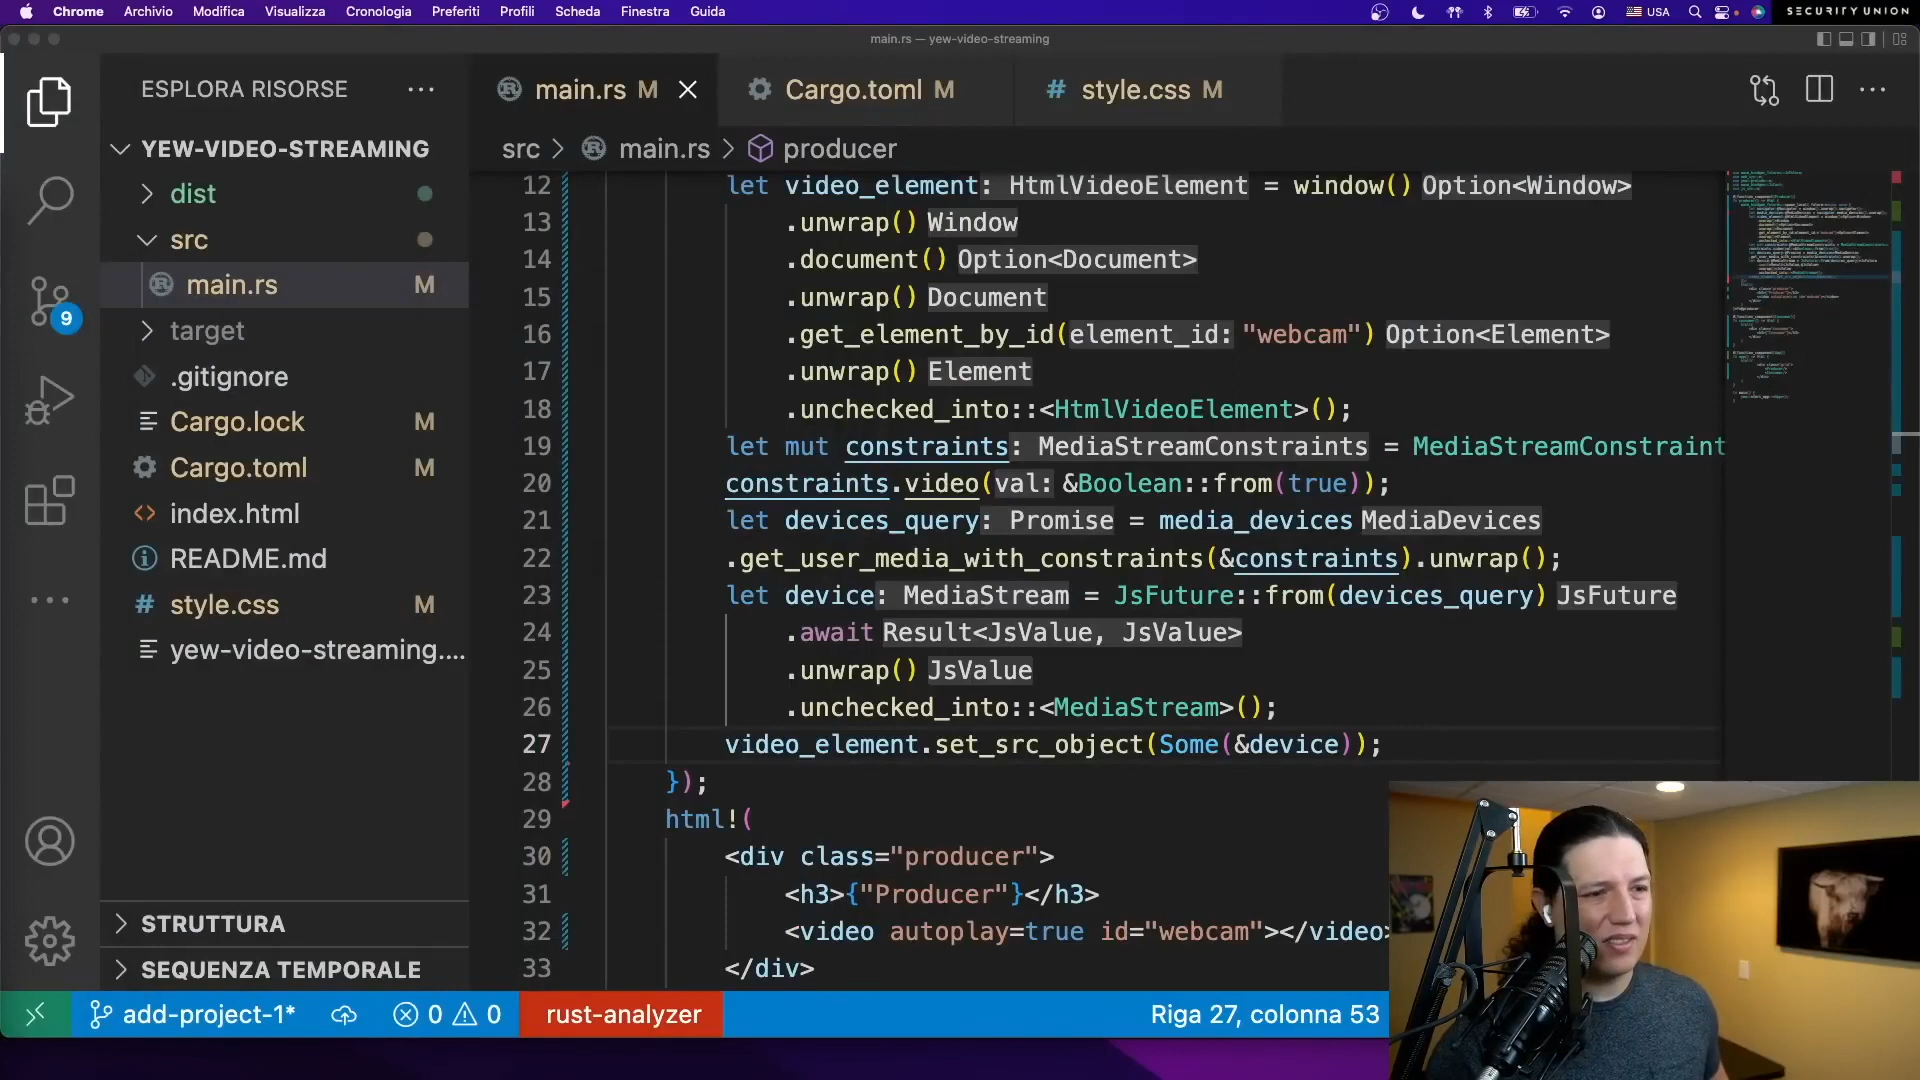 Chrome Archivio Modifica Visualizza Cronologia Preferiti Profili Scheda Finestra Guida USA SECURITY UNION
main.rs — yew-video-streaming
ESPLORA RISORSE
main.rs M
Cargo.toml M
# style.css M
src > main.rs > producer
YEW-VIDEO-STREAMING
dist
src
main.rs M
target
.gitignore
Cargo.lock M
Cargo.toml M
<> index.html
README.md
# style.css M
yew-video-streaming....
STRUTTURA
SEQUENZA TEMPORALE
9
12 let video_element: HtmlVideoElement = window() Option<Window>
13 .unwrap() Window
14 .document() Option<Document>
15 .unwrap() Document
16 .get_element_by_id(element_id: "webcam") Option<Element>
17 .unwrap() Element
18 .unchecked_into::<HtmlVideoElement>();
19 let mut constraints: MediaStreamConstraints = MediaStreamConstraint
20 constraints.video(val: &Boolean::from(true));
21 let devices_query: Promise = media_devices MediaDevices
22 .get_user_media_with_constraints(&constraints).unwrap();
23 let device: MediaStream = JsFuture::from(devices_query) JsFuture
24 .await Result<JsValue, JsValue>
25 .unwrap() JsValue
26 .unchecked_into::<MediaStream>();
27 video_element.set_src_object(Some(&device));
28 });
29 html!(
30 <div class="producer">
31 <h3>{"Producer"}</h3>
32 <video autoplay=true id="webcam"></video>
33 </div>
add-project-1* 0 0 rust-analyzer Riga 27, colonna 53